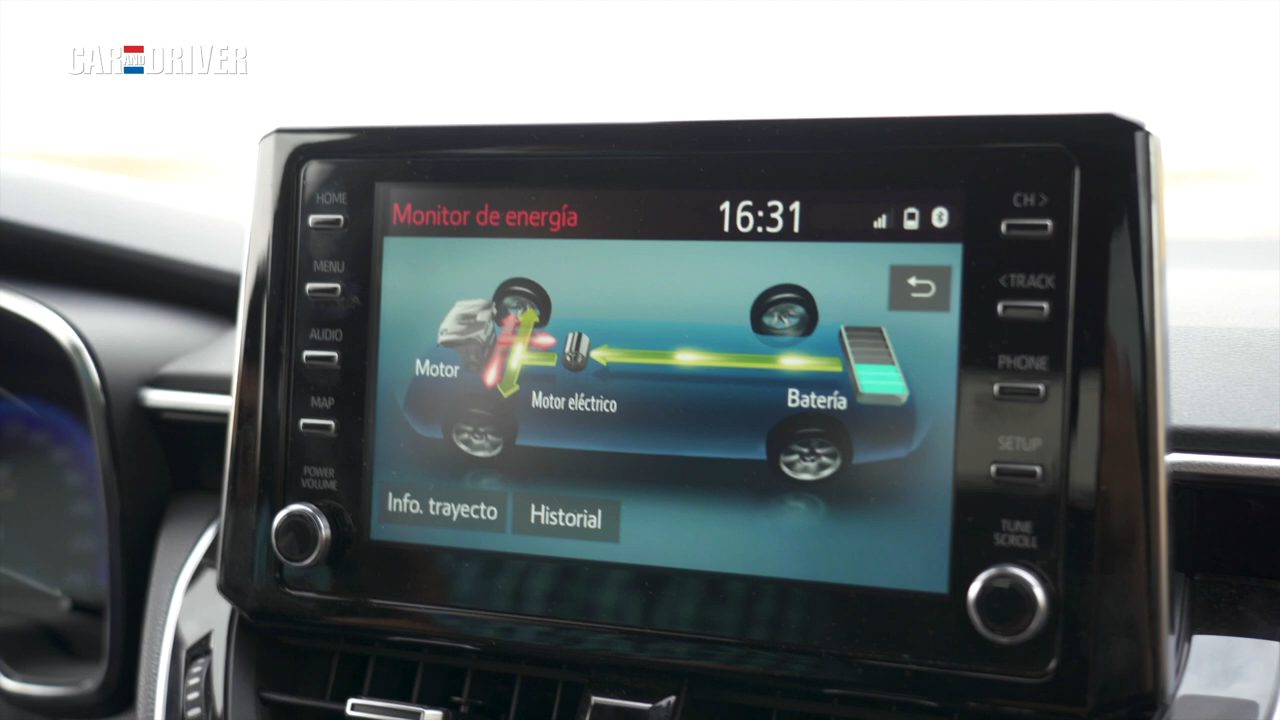 CAR AND DRIVER
HOME
MENU
AUDIO
MAP
POWER
VOLUME
Monitor de energía
16:31
Motor
Motor eléctrico
Batería
Info. trayecto
Historial
CH >
< TRACK
PHONE
SETUP
TUNE
SCROLL